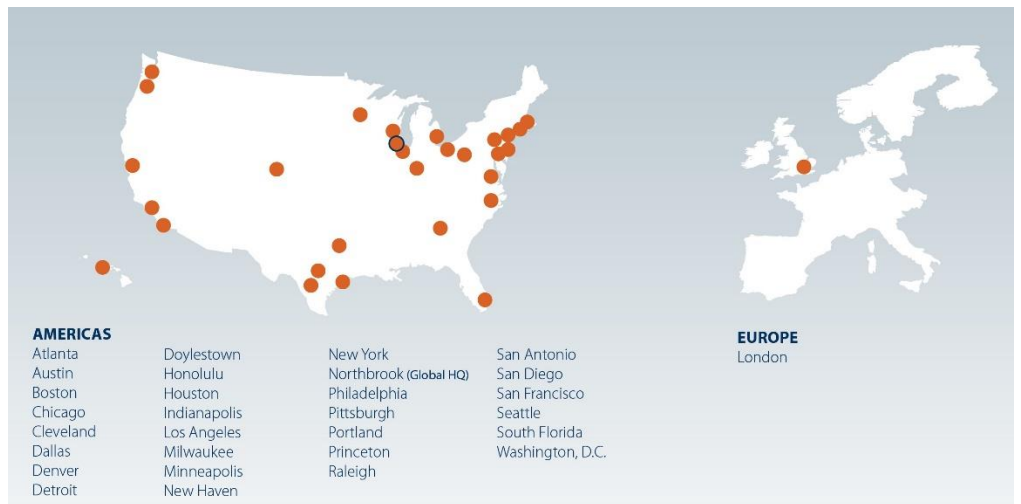 AMERICAS
Atlanta
Austin
Boston
Chicago
Cleveland
Dallas
Denver
Detroit
Doylestown
Honolulu
Houston
Indianapolis
Los Angeles
Milwaukee
Minneapolis
New Haven
New York
Northbrook (Global HQ)
Philadelphia
Pittsburgh
Portland
Princeton
Raleigh
San Antonio
San Diego
San Francisco
Seattle
South Florida
Washington, D.C.
EUROPE
London